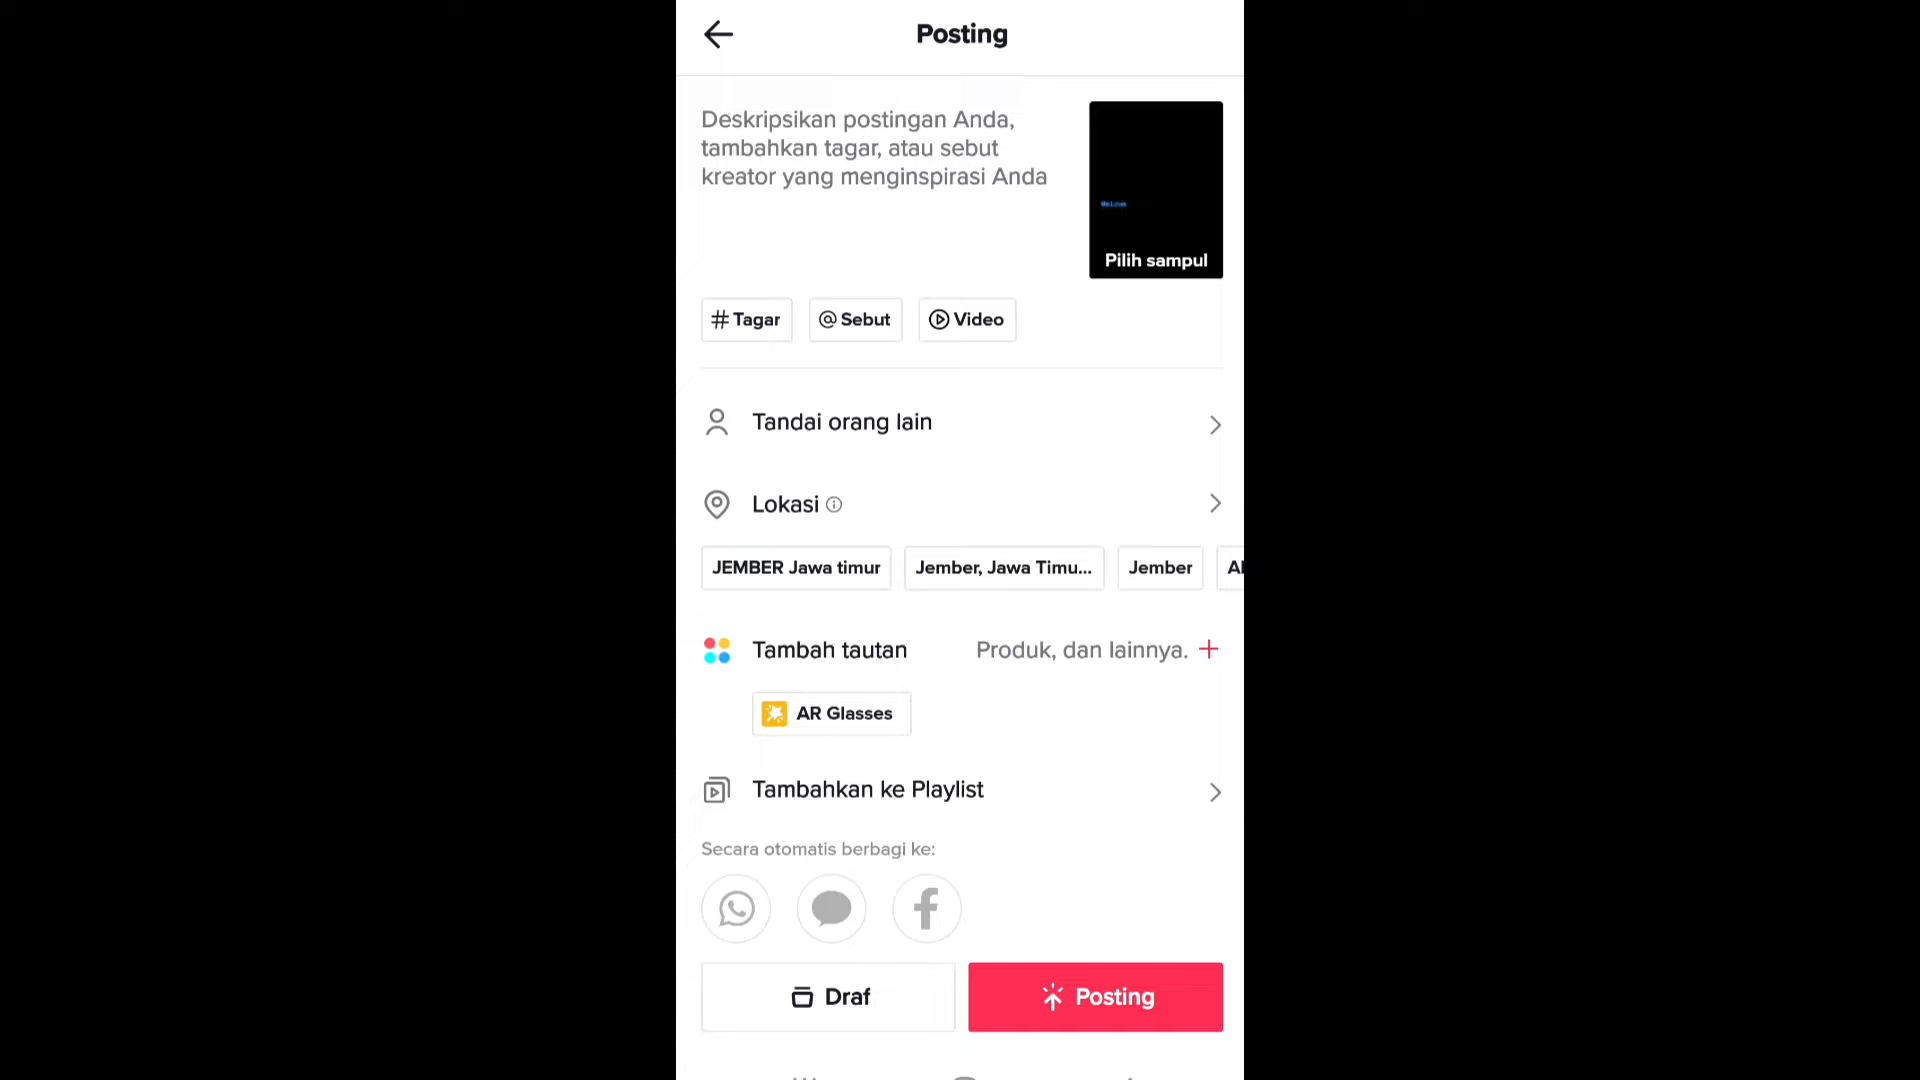 Posting
Deskripsikan postingan Anda,
tambahkan tagar, atau sebut
kreator yang menginspirasi Anda
Pilih sampul
# Tagar
@ Sebut
Video
Tandai orang lain
Lokasi
JEMBER Jawa timur
Jember, Jawa Timu...
Jember
Tambah tautan
Produk, dan lainnya. +
AR Glasses
Tambahkan ke Playlist
Secara otomatis berbagi ke:
Draf
Posting